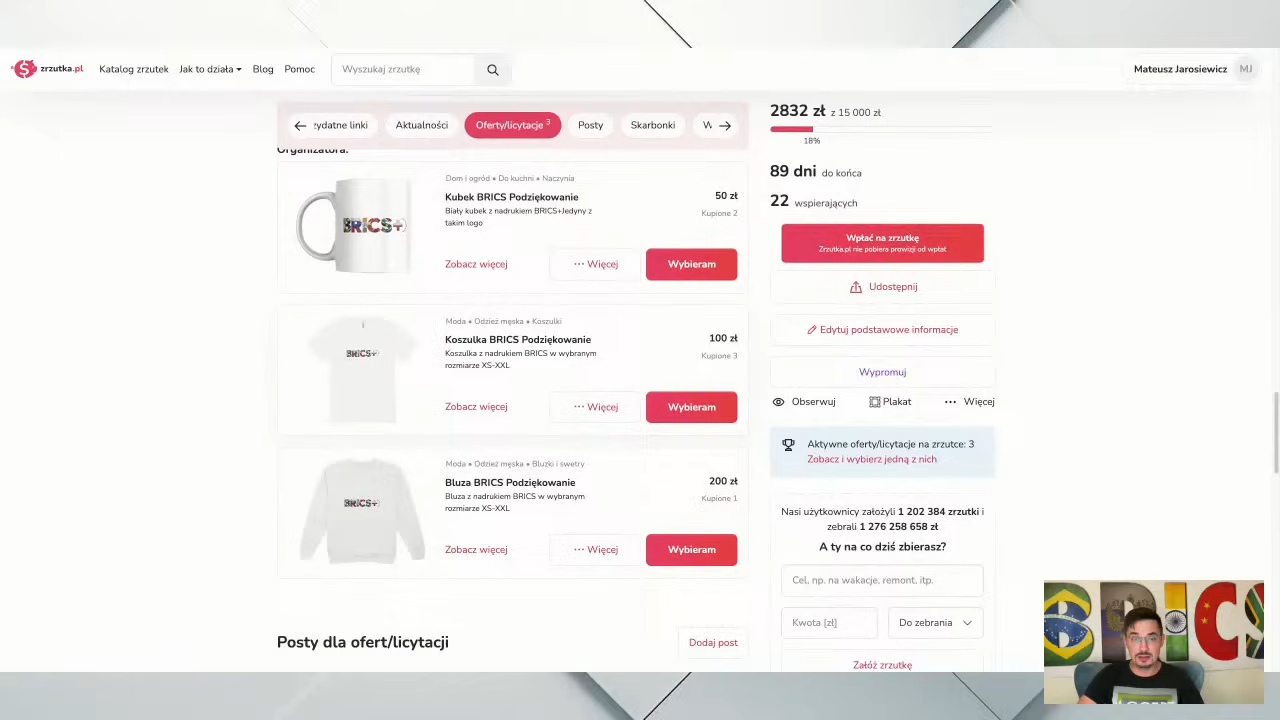 zrzutka.pl
Katalog zrzutek
Jak to działa
Blog
Pomoc
Wyszukaj zrzutkę
Mateusz Jarosiewicz
MJ
linki
Aktualności
Oferty/licytacje 3
Posty
Skarbonki
Organizatora.
Dom i ogród • Do kuchni • Naczynia
Kubek BRICS Podziękowanie
50 zł
Biały kubek z nadrukiem BRICS+Jedyny z
takim logo
Kupione 2
BRICS+
Zobacz więcej
··· Więcej
Wybieram
Moda • Odzież męska • Koszulki
Koszulka BRICS Podziękowanie
100 zł
Koszulka z nadrukiem BRICS w wybranym
rozmiarze XS-XXL
Kupione 3
BRICS+
Zobacz więcej
··· Więcej
Wybieram
Moda • Odzież męska • Bluzki i swetry
Bluza BRICS Podziękowanie
200 zł
Bluza z nadrukiem BRICS w wybranym
rozmiarze XS-XXL
Kupione 1
BRICS+
Zobacz więcej
··· Więcej
Wybieram
Posty dla ofert/licytacji
Dodaj post
2832 zł z 15 000 zł
18%
89 dni do końca
22 wspierających
Wpłać na zrzutkę
Zrzutka.pl nie pobiera prowizji od wpłat
Udostępnij
Edytuj podstawowe informacje
Wypromuj
Obserwuj
Plakat
··· Więcej
Aktywne oferty/licytacje na zrzutce: 3
Zobacz i wybierz jedną z nich
Nasi użytkownicy założyli 1 202 384 zrzutki i
zebrali 1 276 258 658 zł
A ty na co dziś zbierasz?
Cel, np. na wakacje, remont, itp.
Kwota [zł]
Do zebrania
Załóż zrzutkę
BRICS